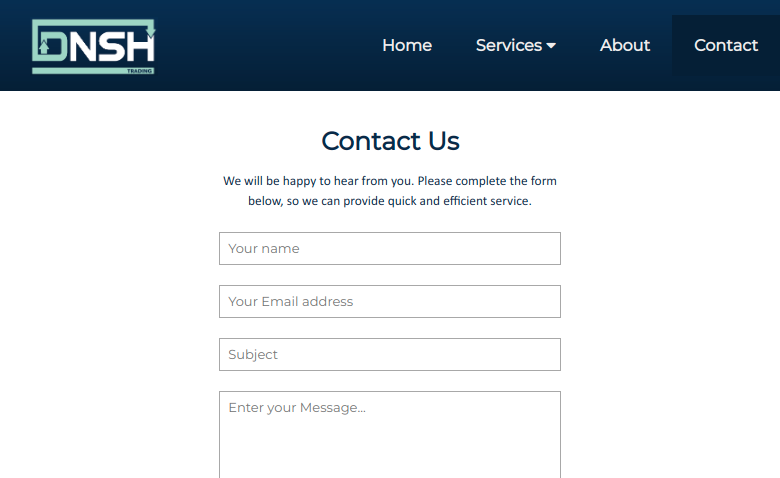 DNSH
TRADING
Home Services About Contact
Contact Us
We will be happy to hear from you. Please complete the form
below, so we can provide quick and efficient service.
Your name
Your Email address
Subject
Enter your Message...